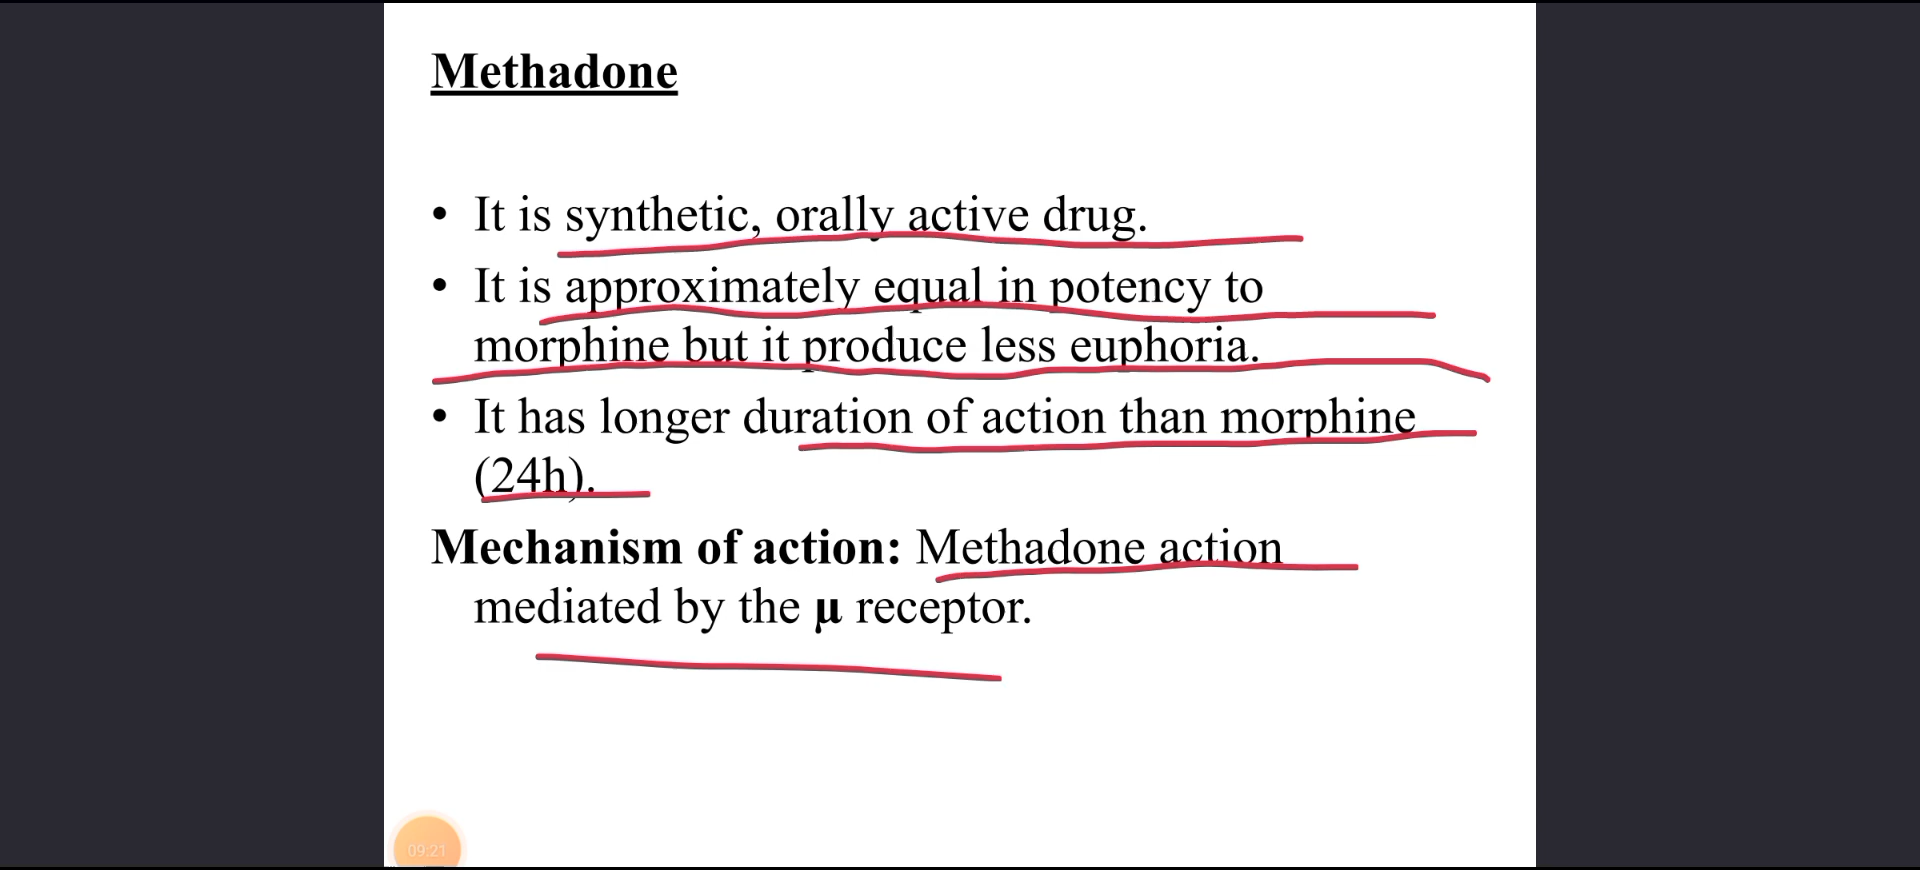 Methadone
• It is synthetic, orally active drug.
• It is approximately equal in potency to
morphine but it produce less euphoria.
• It has longer duration of action than morphine
(24h).
Mechanism of action: Methadone action
mediated by the µ receptor.
09:21